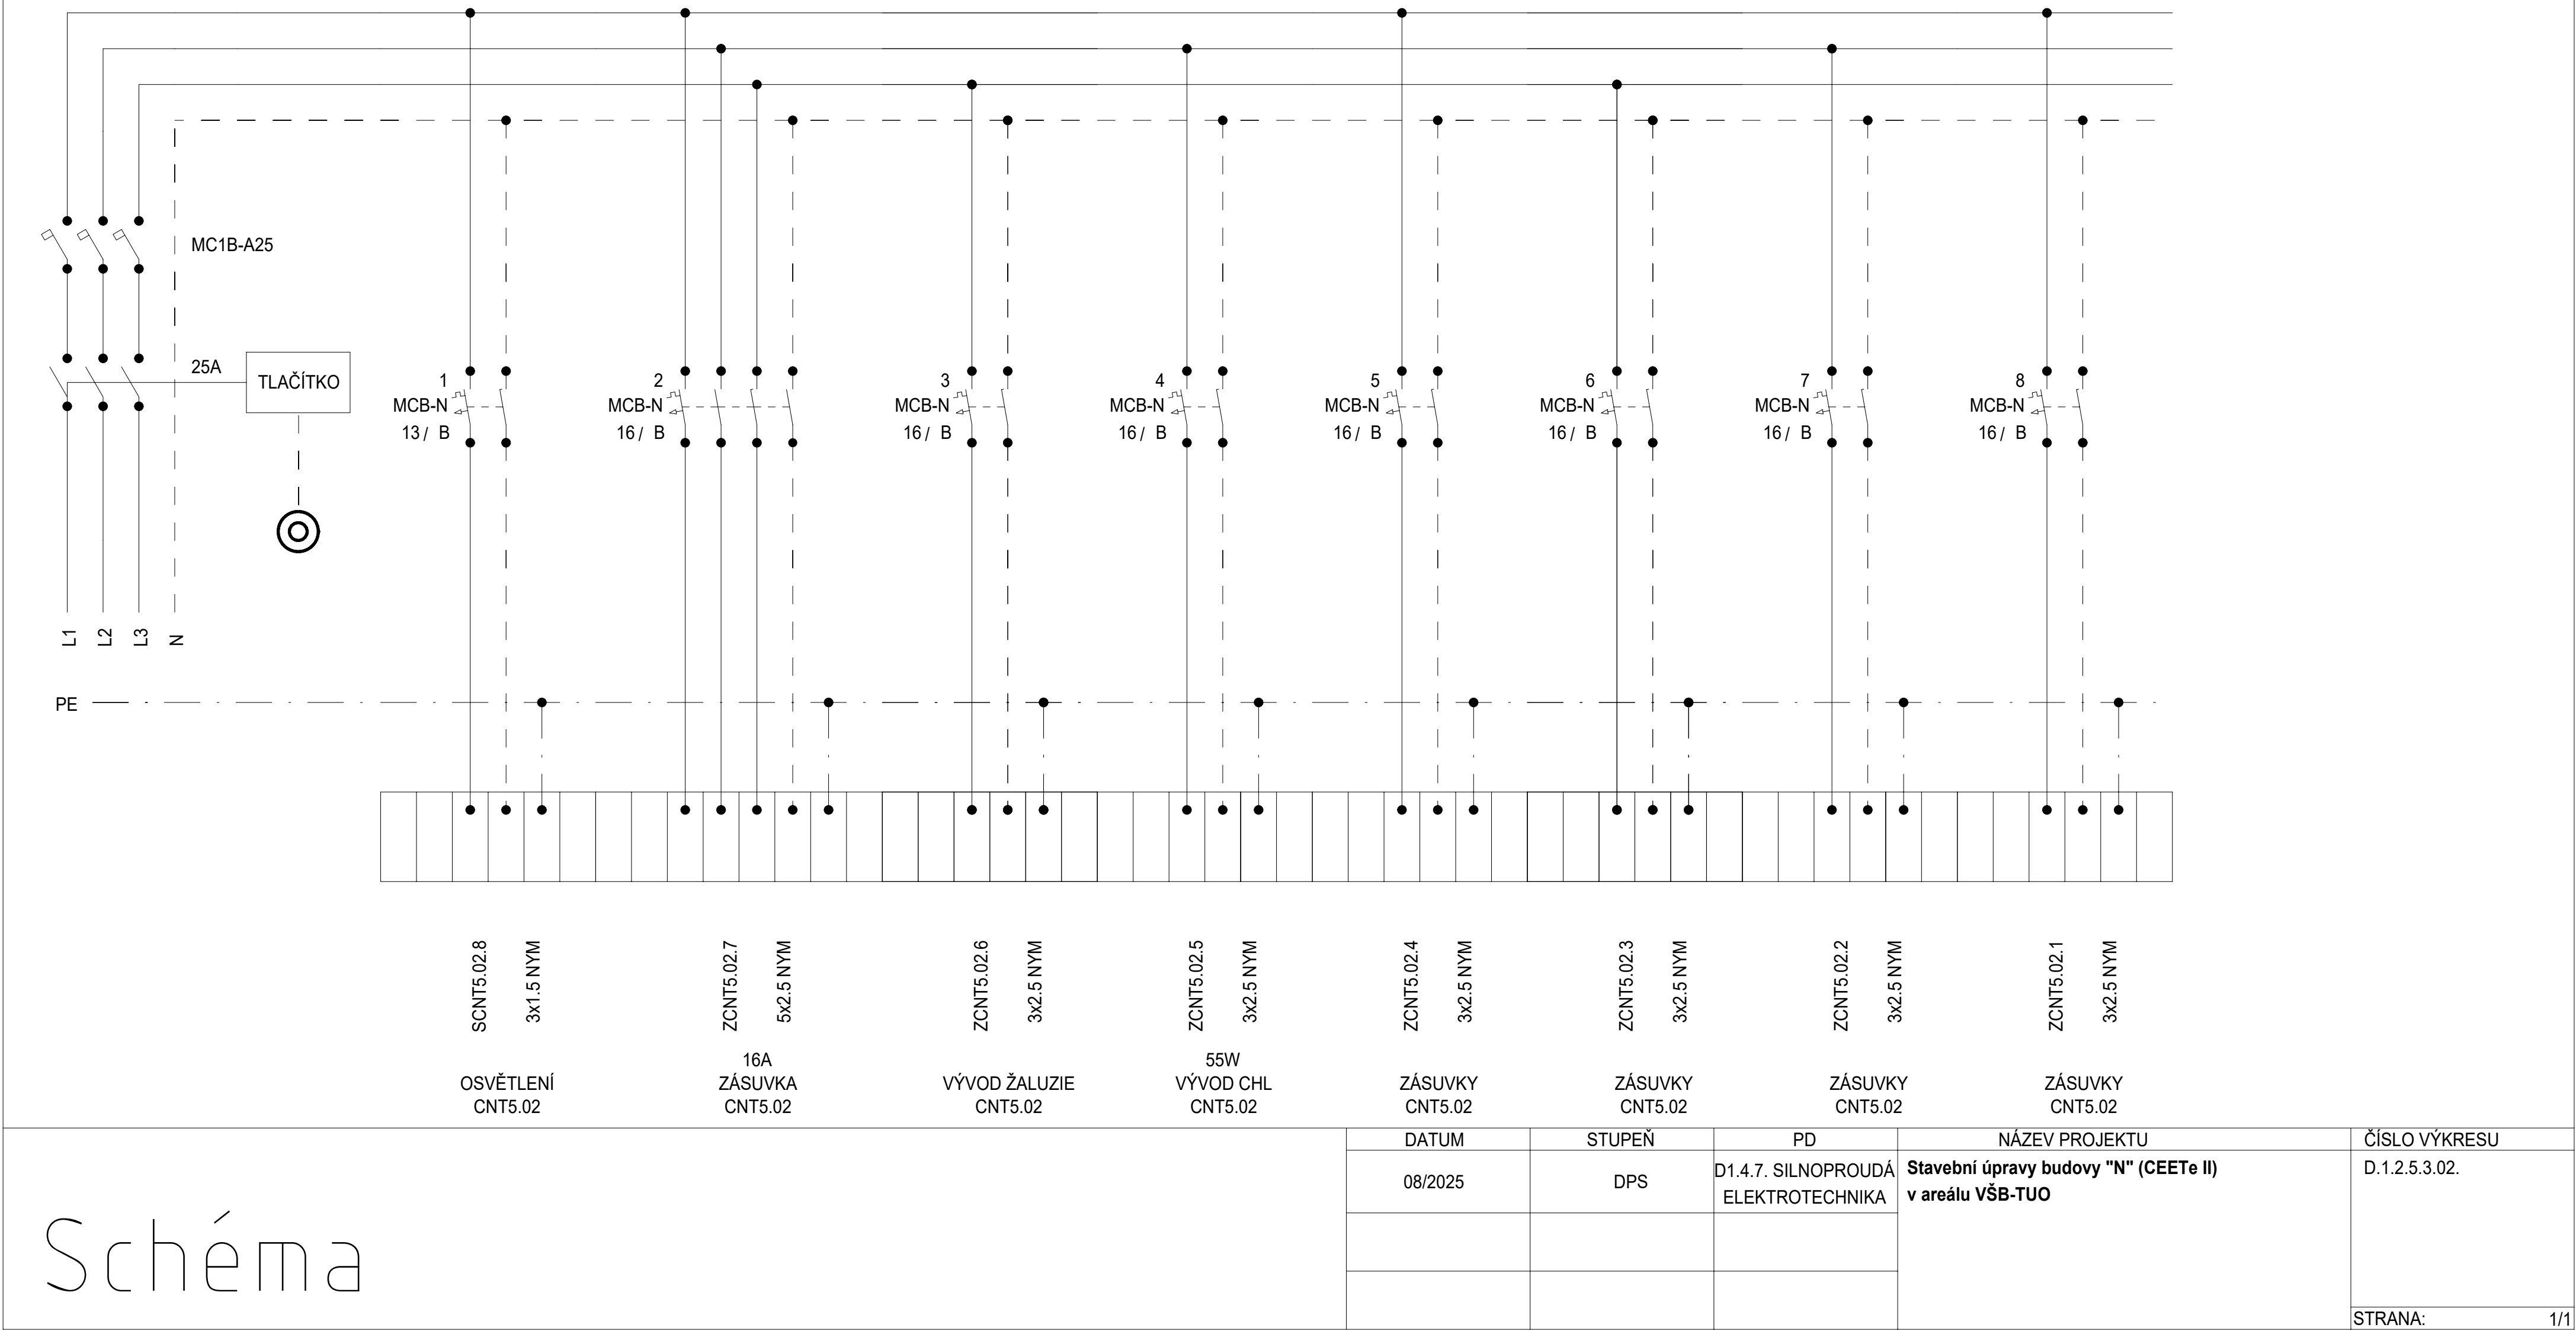 MC1B-A25
25A
TLAČÍTKO
1
MCB-N
13 / B
2
MCB-N
16 / B
3
MCB-N
16 / B
4
MCB-N
16 / B
5
MCB-N
16 / B
6
MCB-N
16 / B
7
MCB-N
16 / B
8
MCB-N
16 / B
L1
L2
L3
N
PE
SCNT5.02.8
3x1.5 NYM
OSVĚTLENÍ
CNT5.02
ZCNT5.02.7
5x2.5 NYM
16A
ZÁSUVKA
CNT5.02
ZCNT5.02.6
3x2.5 NYM
VÝVOD ŽALUZIE
CNT5.02
ZCNT5.02.5
3x2.5 NYM
55W
VÝVOD CHL
CNT5.02
ZCNT5.02.4
3x2.5 NYM
ZÁSUVKY
CNT5.02
ZCNT5.02.3
3x2.5 NYM
ZÁSUVKY
CNT5.02
ZCNT5.02.2
3x2.5 NYM
ZÁSUVKY
CNT5.02
ZCNT5.02.1
3x2.5 NYM
ZÁSUVKY
CNT5.02
Schéma
DATUM
08/2025
STUPEŇ
DPS
PD
D1.4.7. SILNOPROUDÁ
ELEKTROTECHNIKA
NÁZEV PROJEKTU
Stavební úpravy budovy "N" (CEETe II)
v areálu VŠB-TUO
ČÍSLO VÝKRESU
D.1.2.5.3.02.
STRANA: 1/1